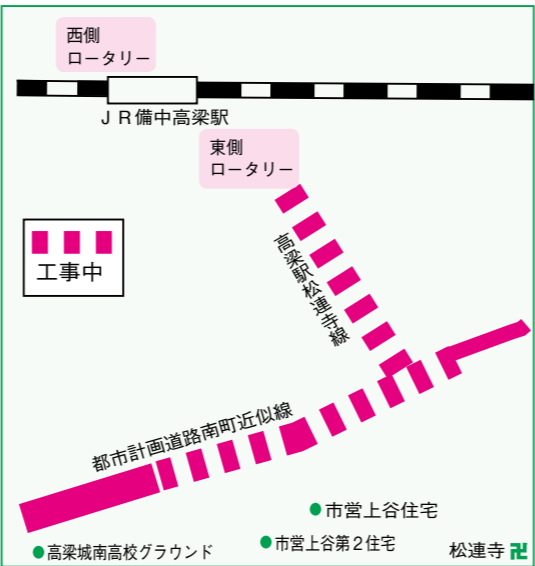 西側
ロータリー
ＪＲ備中高梁駅
東側
ロータリー
工事中
高梁駅松連寺線
都市計画道路南町近似線
市営上谷住宅
市営上谷第２住宅
高梁城南高校グラウンド
松連寺 卍